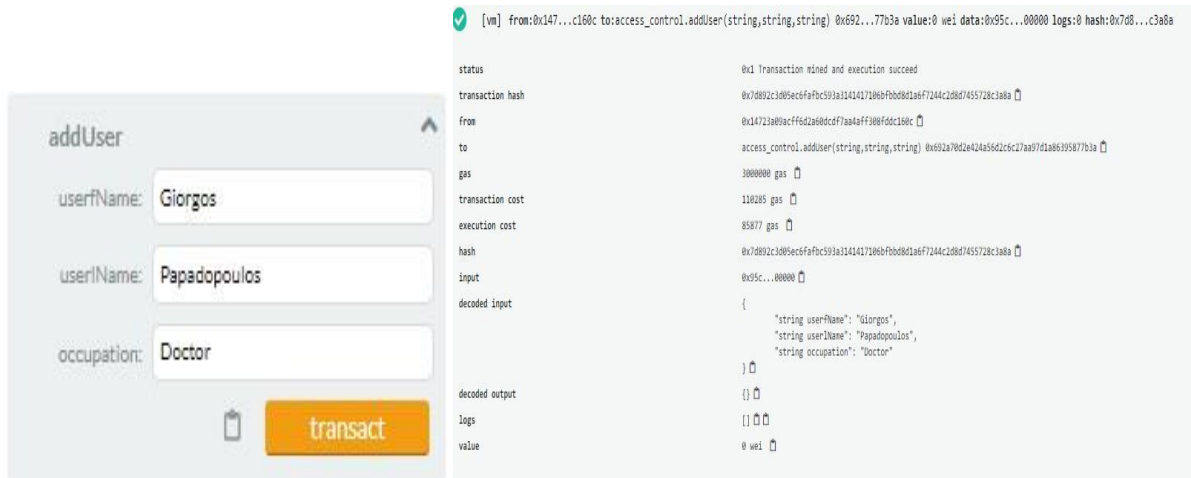 addUser
userfName: Giorgos
userlName: Papadopoulos
occupation: Doctor
transact
[vm] from:0x147...c160c to:access_control.addUser(string,string,string) 0x692...77b3a value:0 wei data:0x95c...00000 logs:0 hash:0x7d8...c3a8a
status 0x1 Transaction mined and execution succeed
transaction hash 0x7d892c3d05ec6fafbc593a3141417106bfbbd8d1a6f7244c2d8d7455728c3a8a
from 0x14723a09acff6d2a60dcdf7aa4aff308fddc160c
to access_control.addUser(string,string,string) 0x692a70d2e424a56d2c6c27aa97d1a86395877b3a
gas 3000000 gas
transaction cost 110285 gas
execution cost 85877 gas
hash 0x7d892c3d05ec6fafbc593a3141417106bfbbd8d1a6f7244c2d8d7455728c3a8a
input 0x95c...00000
decoded input {
"string userfName": "Giorgos",
"string userlName": "Papadopoulos",
"string occupation": "Doctor"
}
decoded output {}
logs []
value 0 wei